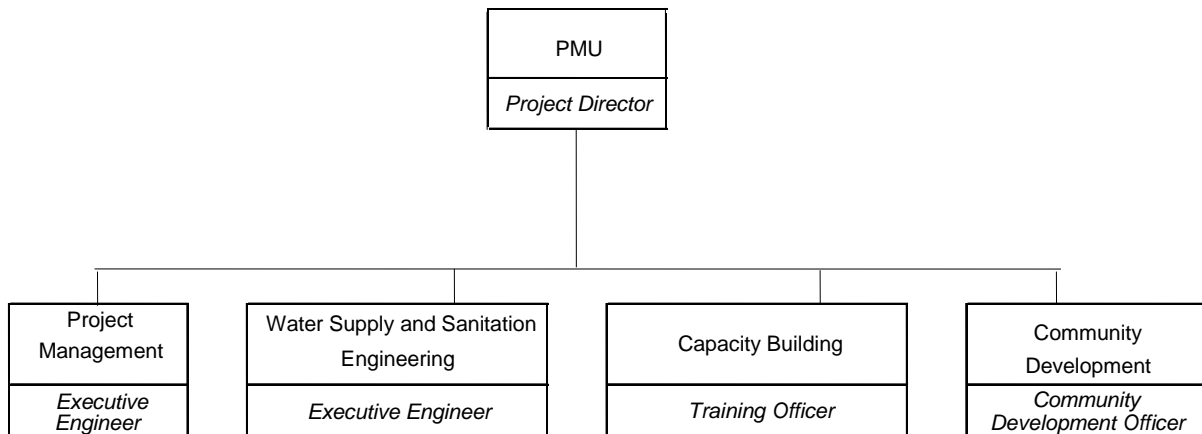 PMU
Project Director
Project
Management
Executive
Engineer
Water Supply and Sanitation
Engineering
Executive Engineer
Capacity Building
Training Officer
Community
Development
Community
Development Officer